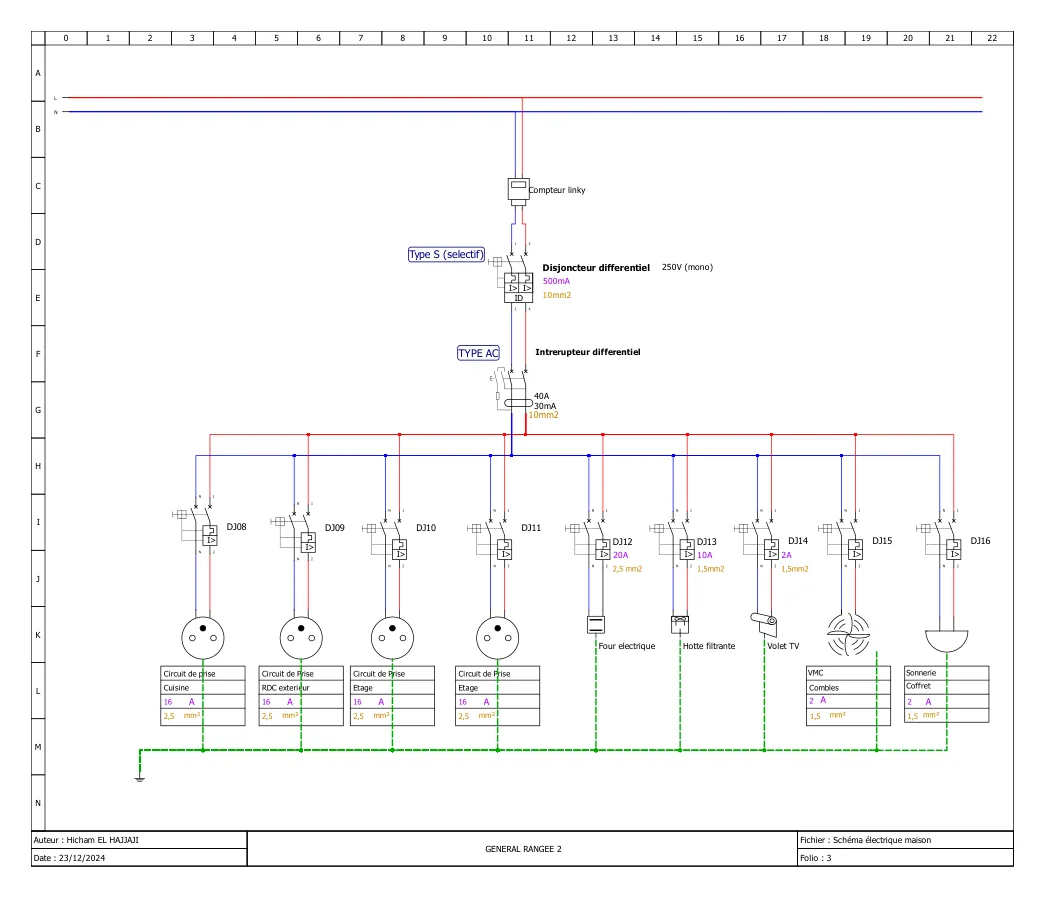 0 1 2 3 4 5 6 7 8 9 10 11 12 13 14 15 16 17 18 19 20 21 22
A
L
N
B
C
Compteur linky
D
Type S (selectif)
Disjoncteur differentiel 250V (mono)
500mA
E
10mm2
I> I>
ID
F
TYPE AC
Intrerupteur differentiel
40A
30mA
G
10mm2
H
I
DJ08 DJ09 DJ10 DJ11 DJ12 DJ13 DJ14 DJ15 DJ16
I> I> I> I> I> I> I> I> I>
20A 10A 2A
2,5 mm2 1,5mm2 1,5mm2
J
K
Four electrique Hotte filtrante Volet TV
L
Circuit de prise
Cuisine
16 A
2,5 mm²
Circuit de Prise
RDC exterieur
16 A
2,5 mm²
Circuit de Prise
Etage
16 A
2,5 mm²
Circuit de Prise
Etage
16 A
2,5 mm²
VMC
Combles
2 A
1,5 mm²
Sonnerie
Coffret
2 A
1,5 mm²
M
N
Auteur : Hicham EL HAJJAJI
Date : 23/12/2024
GENERAL RANGEE 2
Fichier : Schéma électrique maison
Folio : 3